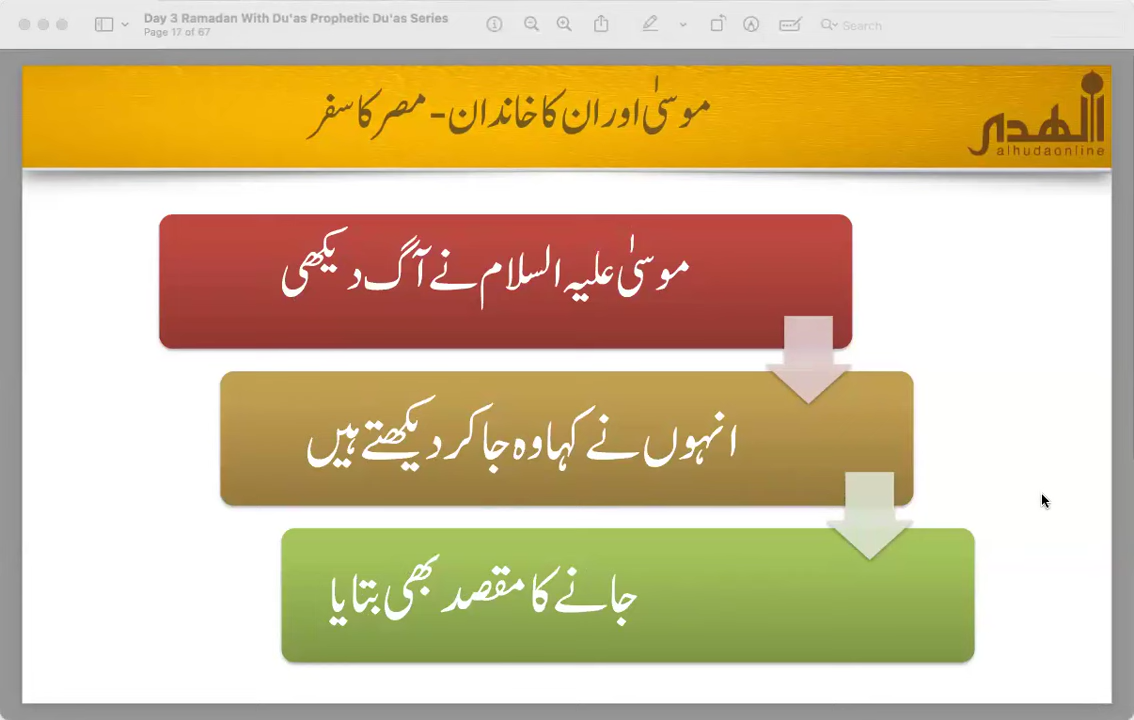 Day 3 Ramadan With Du'as Prophetic Du'as Series
Page 17 of 67
Search
موسیٰ اور ان کا خاندان - مصر کا سفر
الهدى
alhudaonline
موسیٰ علیہ السلام نے آگ دیکھی
انہوں نے کہا وہ جا کر دیکھتے ہیں
جانے کا مقصد بھی بتایا